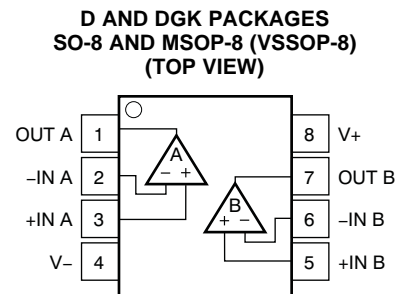 D AND DGK PACKAGES
SO-8 AND MSOP-8 (VSSOP-8)
(TOP VIEW)
OUT A 1 8 V+
−IN A 2 A − + 7 OUT B
+IN A 3 B + − 6 −IN B
V− 4 5 +IN B